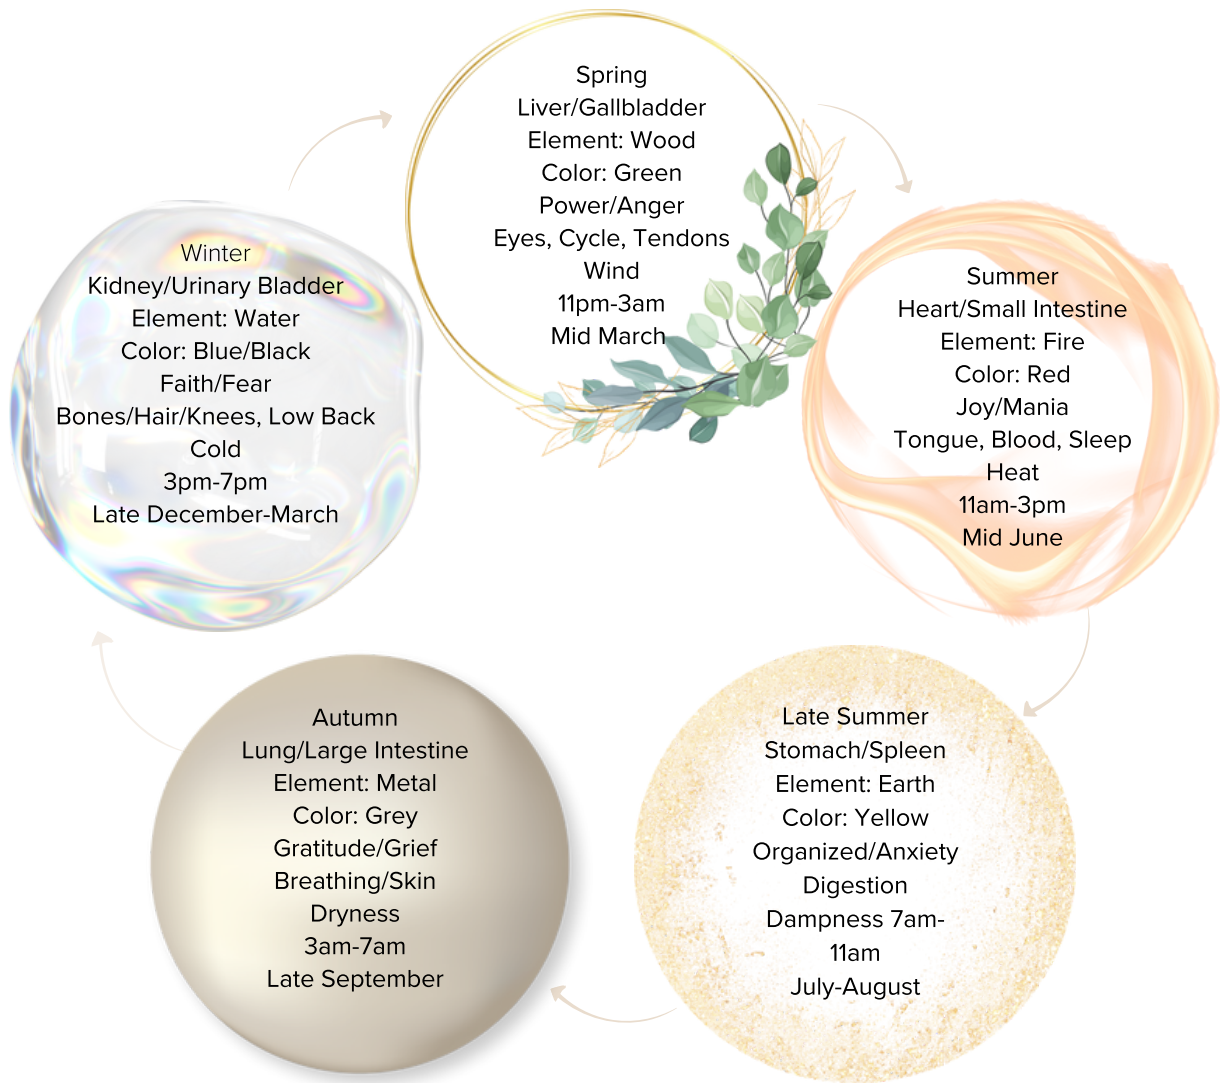 Spring
Liver/Gallbladder
Element: Wood
Color: Green
Power/Anger
Eyes, Cycle, Tendons
Wind
11pm-3am
Mid March
Summer
Heart/Small Intestine
Element: Fire
Color: Red
Joy/Mania
Tongue, Blood, Sleep
Heat
11am-3pm
Mid June
Late Summer
Stomach/Spleen
Element: Earth
Color: Yellow
Organized/Anxiety
Digestion
Dampness 7am-
11am
July-August
Autumn
Lung/Large Intestine
Element: Metal
Color: Grey
Gratitude/Grief
Breathing/Skin
Dryness
3am-7am
Late September
Winter
Kidney/Urinary Bladder
Element: Water
Color: Blue/Black
Faith/Fear
Bones/Hair/Knees, Low Back
Cold
3pm-7pm
Late December-March